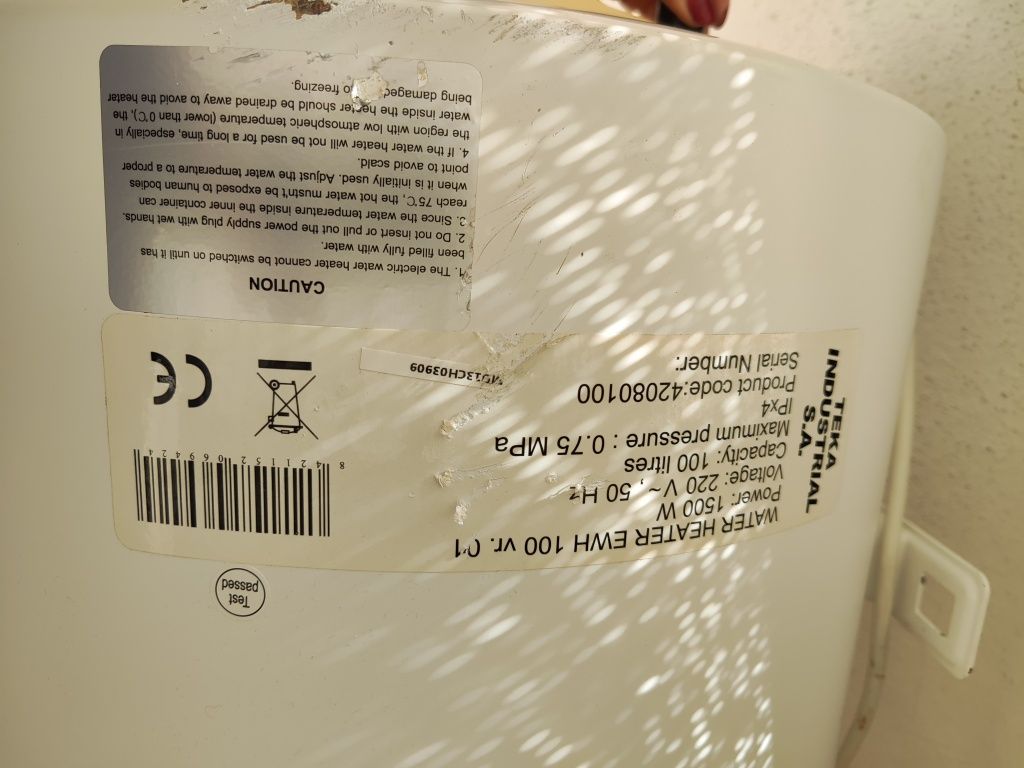 TEKA
INDUSTRIAL
S.A.
WATER HEATER EWH 100 vr. 01
Power: 1500 W
Voltage: 220 V ~, 50 Hz
Capacity: 100 litres
Maximum pressure : 0.75 MPa
IPx4
Product code:42080100
Serial Number:
MD13CH03909
8 421152 069424
CE
Test
passed
CAUTION
1. The electric water heater cannot be switched on until it has
been filled fully with water.
2. Do not insert or pull out the power supply plug with wet hands.
3. Since the water temperature inside the inner container can
reach 75℃, the hot water mustn't be exposed to human bodies
when it is initially used. Adjust the water temperature to a proper
point to avoid scald.
4. If the water heater will not be used for a long time, especially in
the region with low atmospheric temperature (lower than 0℃), the
water inside the heater should be drained away to avoid the heater
being damaged to freezing.